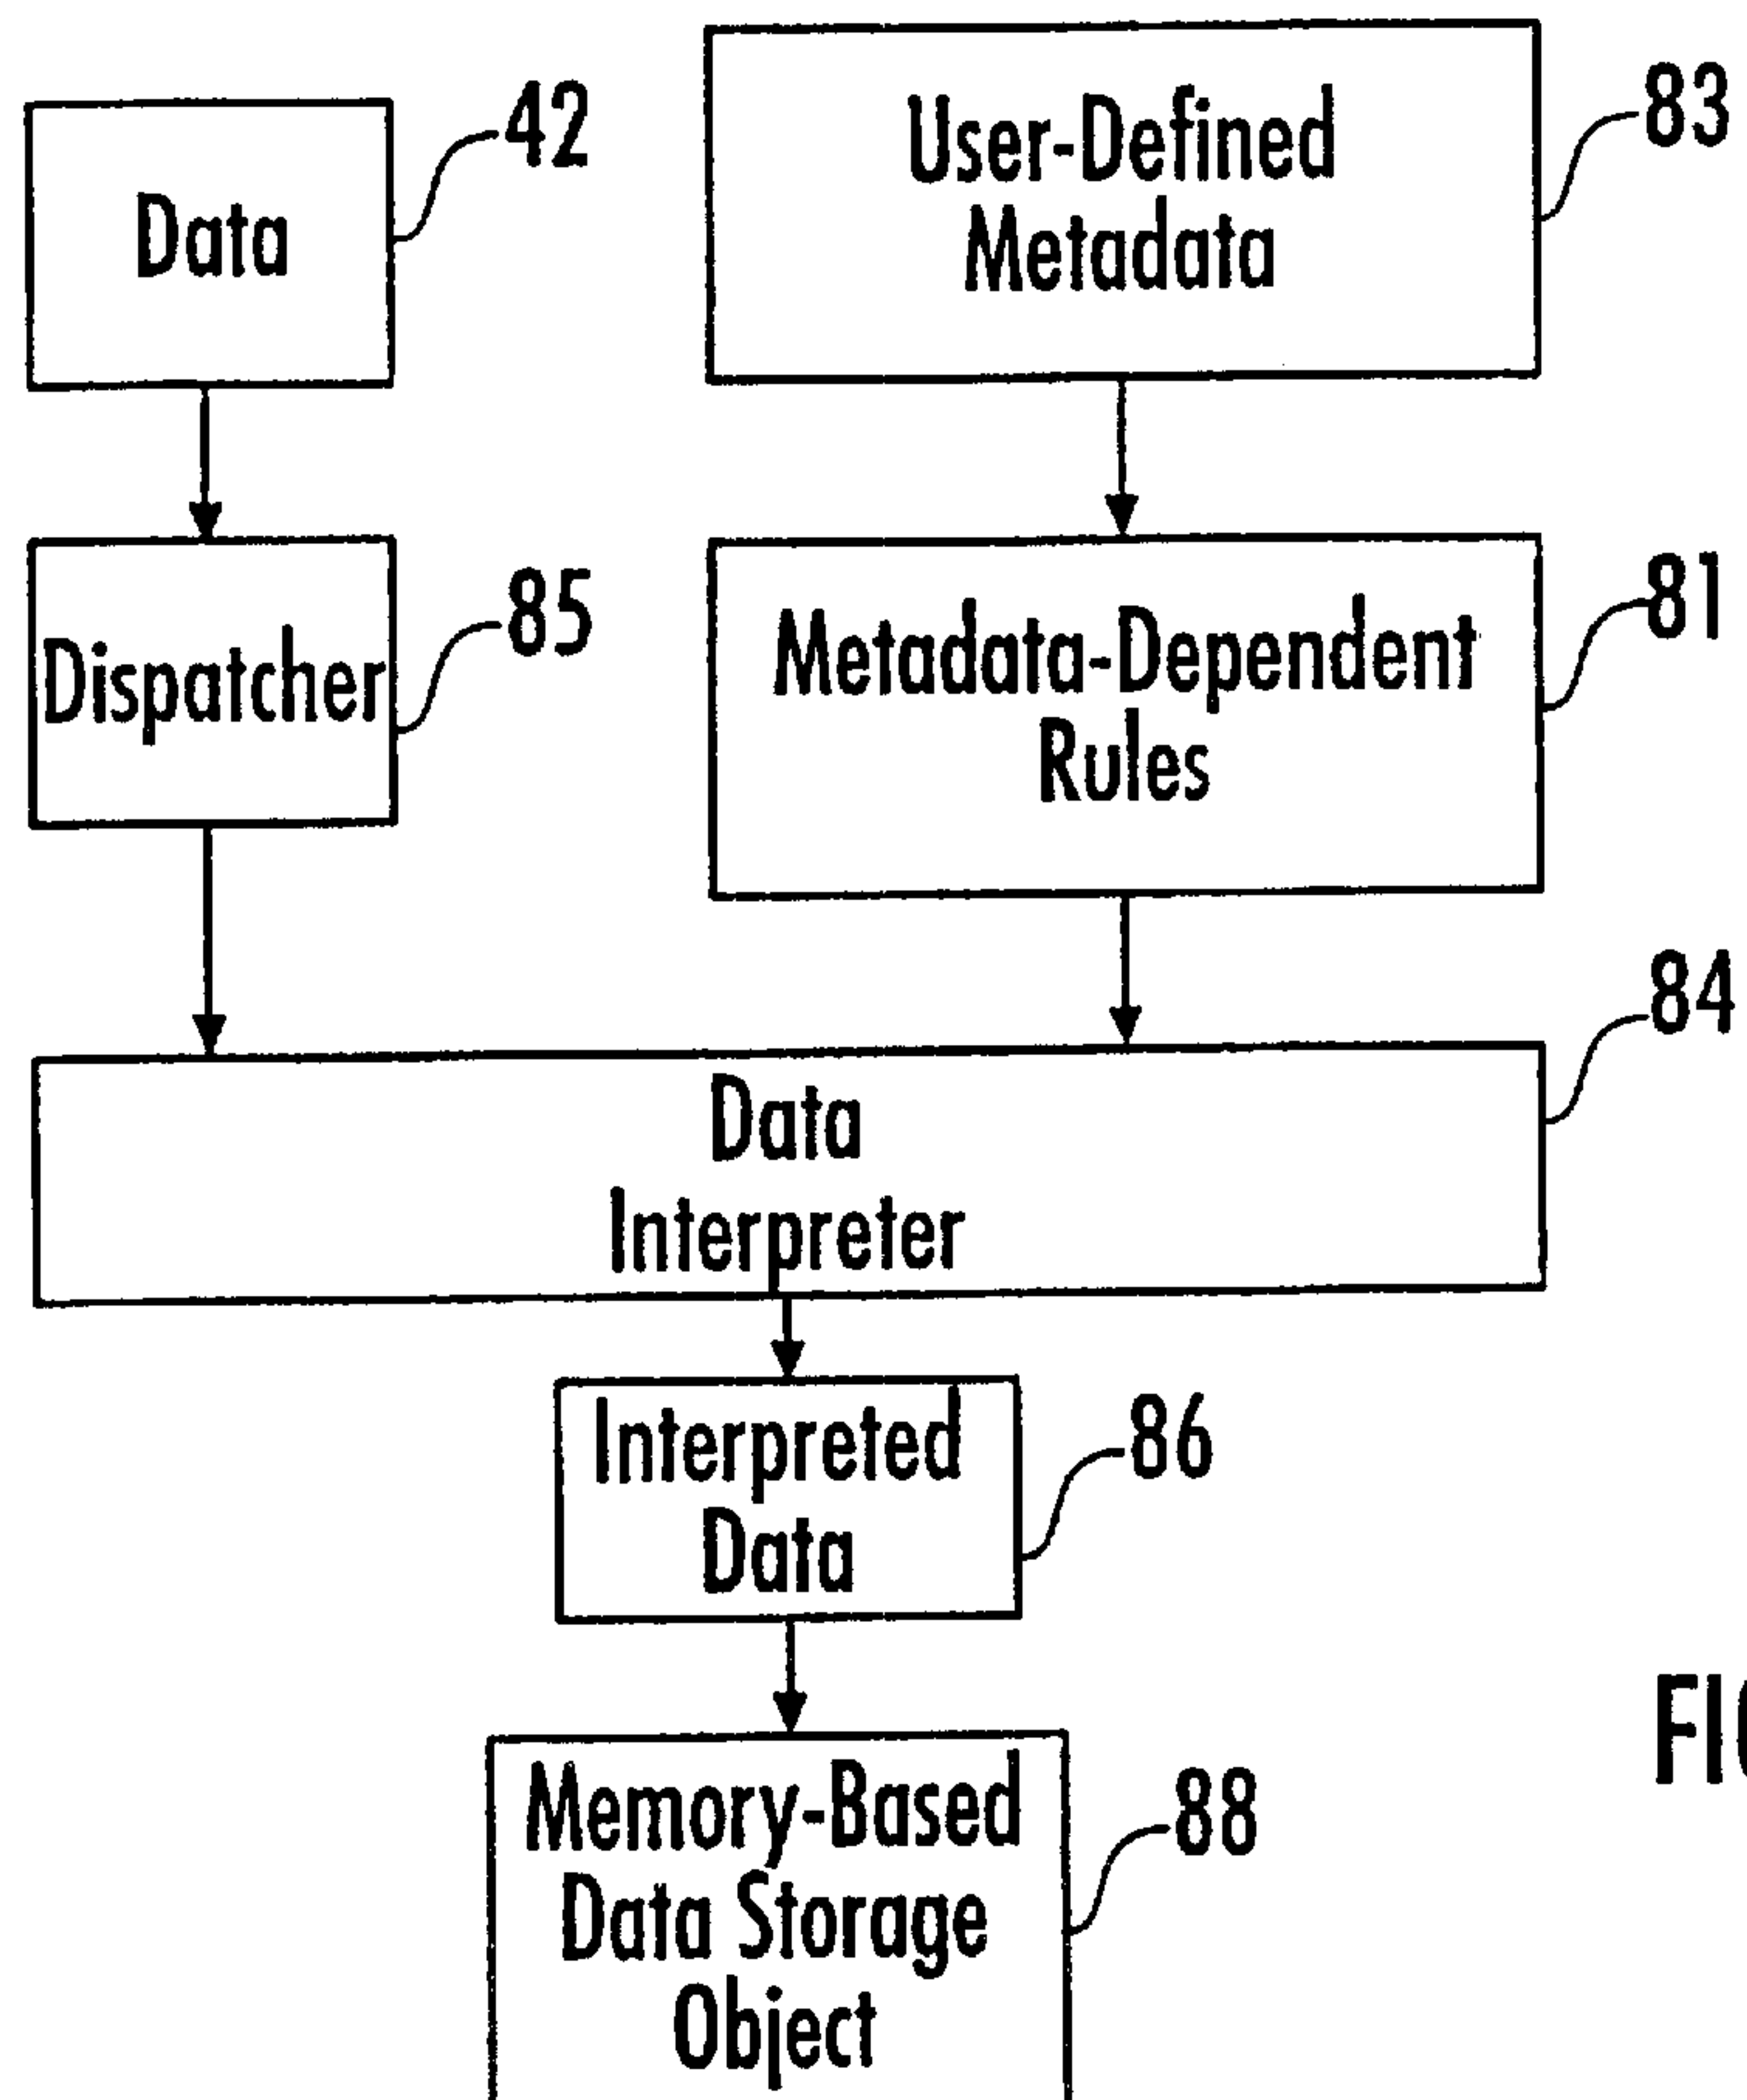 42
Data
User-Defined
Metadata
83
Dispatcher
85
Metadata-Dependent
Rules
81
84
Data
Interpreter
Interpreted
Data
86
Memory-Based
Data Storage
Object
88